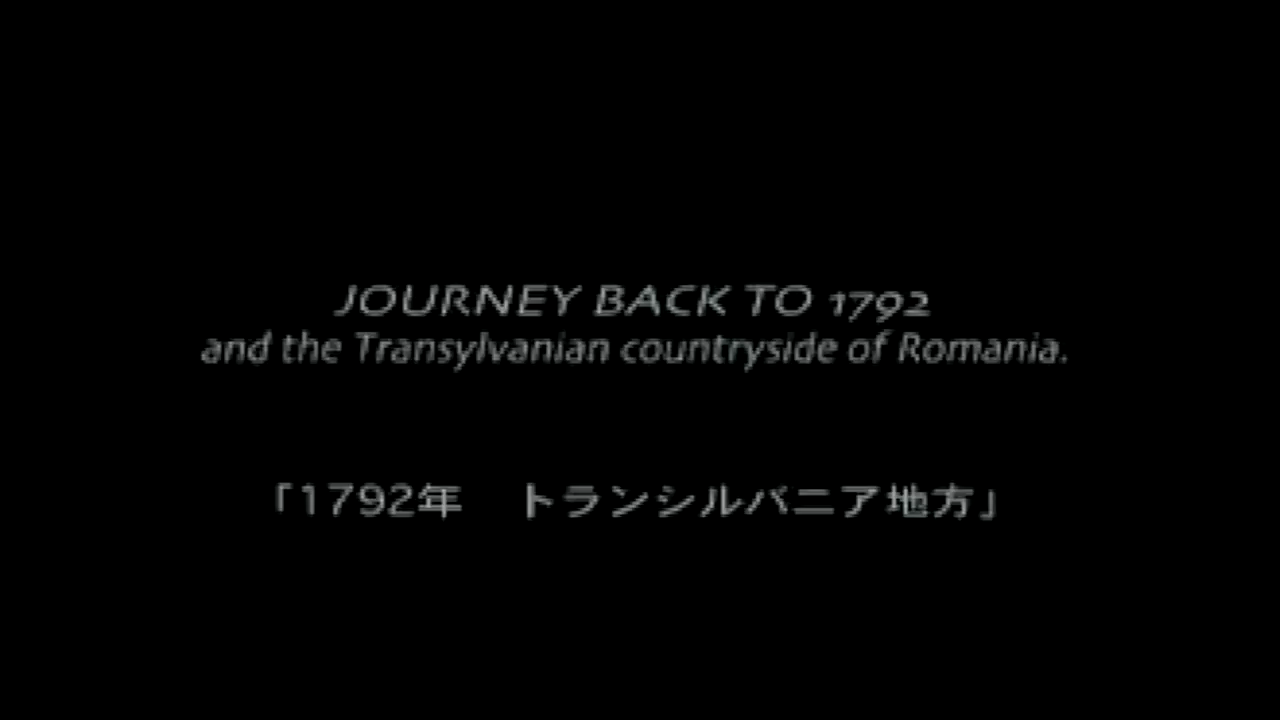 JOURNEY BACK TO 1792
and the Transylvanian countryside of Romania.
「1792年　トランシルバニア地方」